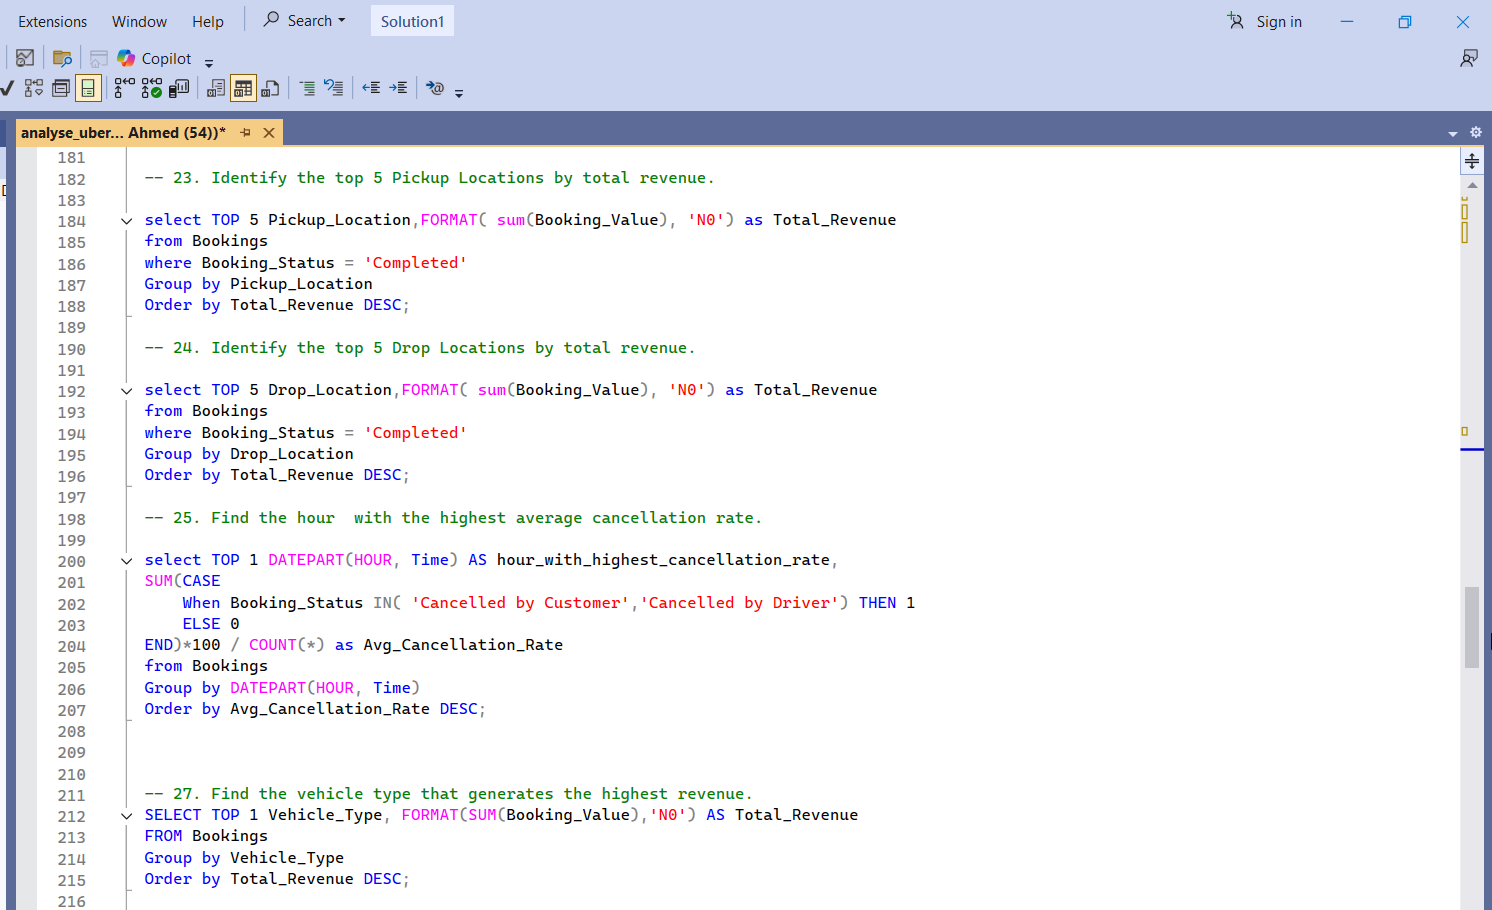 Extensions Window Help Search Solution1 Sign in
Copilot
analyse_uber... Ahmed (54))*
181
182 -- 23. Identify the top 5 Pickup Locations by total revenue.
183
184 select TOP 5 Pickup_Location,FORMAT( sum(Booking_Value), 'N0') as Total_Revenue
185 from Bookings
186 where Booking_Status = 'Completed'
187 Group by Pickup_Location
188 Order by Total_Revenue DESC;
189
190 -- 24. Identify the top 5 Drop Locations by total revenue.
191
192 select TOP 5 Drop_Location,FORMAT( sum(Booking_Value), 'N0') as Total_Revenue
193 from Bookings
194 where Booking_Status = 'Completed'
195 Group by Drop_Location
196 Order by Total_Revenue DESC;
197
198 -- 25. Find the hour  with the highest average cancellation rate.
199
200 select TOP 1 DATEPART(HOUR, Time) AS hour_with_highest_cancellation_rate,
201 SUM(CASE
202     When Booking_Status IN( 'Cancelled by Customer','Cancelled by Driver') THEN 1
203     ELSE 0
204 END)*100 / COUNT(*) as Avg_Cancellation_Rate
205 from Bookings
206 Group by DATEPART(HOUR, Time)
207 Order by Avg_Cancellation_Rate DESC;
208
209
210
211 -- 27. Find the vehicle type that generates the highest revenue.
212 SELECT TOP 1 Vehicle_Type, FORMAT(SUM(Booking_Value),'N0') AS Total_Revenue
213 FROM Bookings
214 Group by Vehicle_Type
215 Order by Total_Revenue DESC;
216